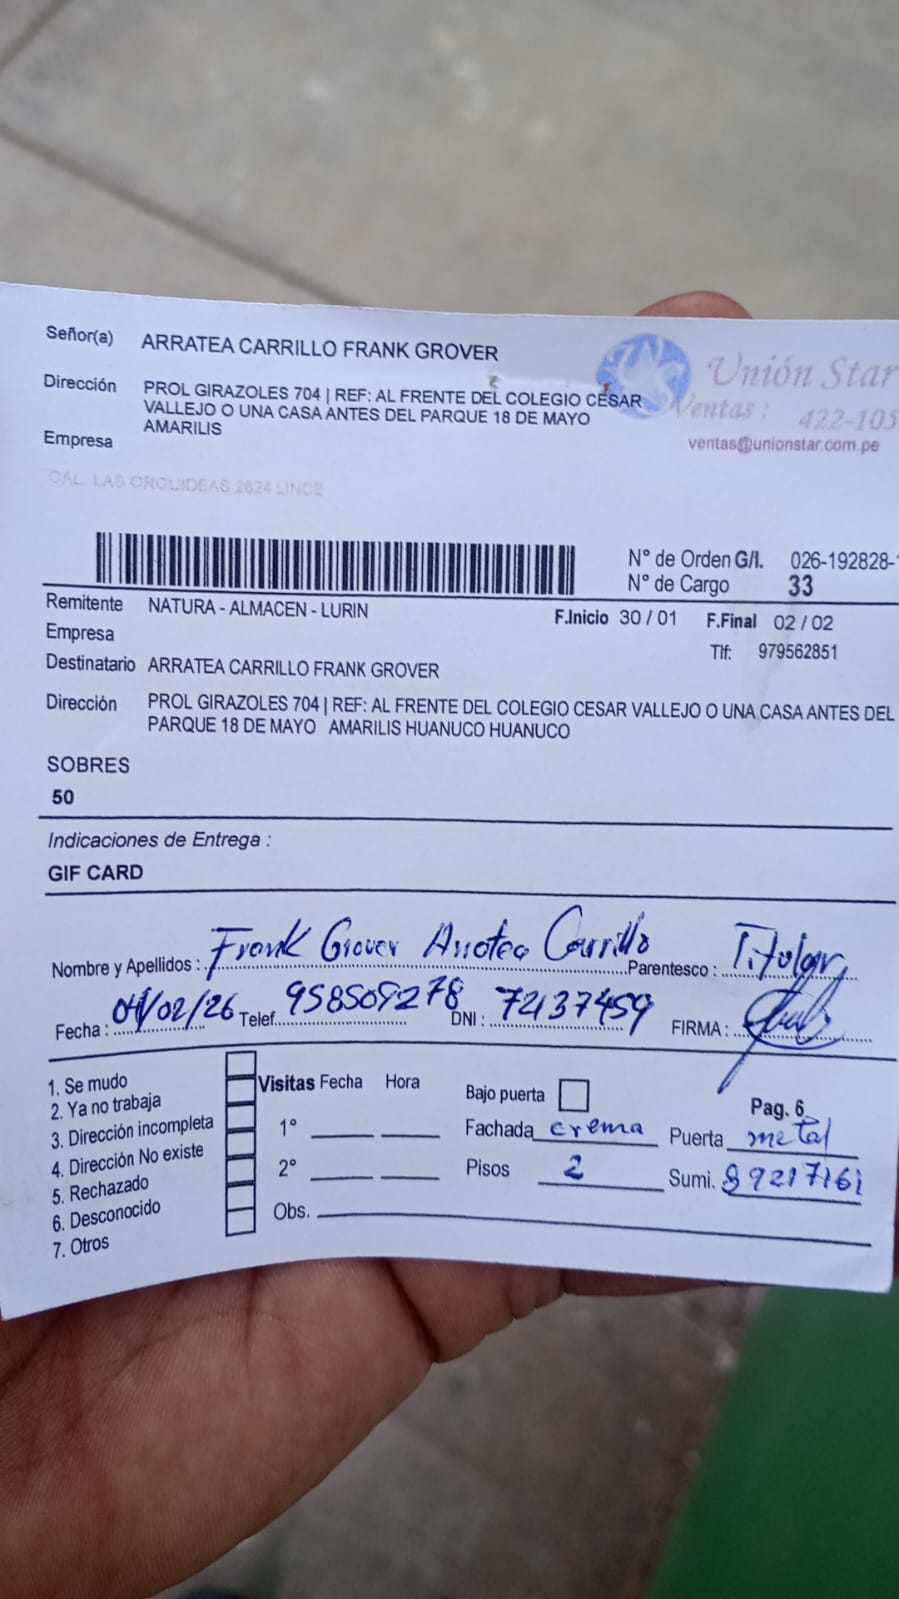 Señor(a) ARRATEA CARRILLO FRANK GROVER
Unión Star
Dirección PROL GIRAZOLES 704 | REF: AL FRENTE DEL COLEGIO CESAR
VALLEJO O UNA CASA ANTES DEL PARQUE 18 DE MAYO
AMARILIS
Ventas : 422-105
ventas@unionstar.com.pe
Empresa
CAL. LAS ORQUIDEAS 2624 LINCE
N° de Orden G/I. 026-192828-
N° de Cargo 33
Remitente NATURA - ALMACEN - LURIN
F.Inicio 30 / 01 F.Final 02 / 02
Empresa
Tlf: 979562851
Destinatario ARRATEA CARRILLO FRANK GROVER
Dirección PROL GIRAZOLES 704 | REF: AL FRENTE DEL COLEGIO CESAR VALLEJO O UNA CASA ANTES DEL
PARQUE 18 DE MAYO AMARILIS HUANUCO HUANUCO
SOBRES
50
Indicaciones de Entrega :
GIF CARD
Nombre y Apellidos : Frank Grover Arratea Carrillo Parentesco : Titular
Fecha : /02/26 Telef. 958509278 DNI : 72137459 FIRMA :
1. Se mudo
2. Ya no trabaja
3. Dirección incompleta
4. Dirección No existe
5. Rechazado
6. Desconocido
7. Otros
Visitas Fecha Hora
1°
2°
Obs.
Bajo puerta
Pag. 6
Fachada crema Puerta metal
Pisos 2 Sumi. 89217161